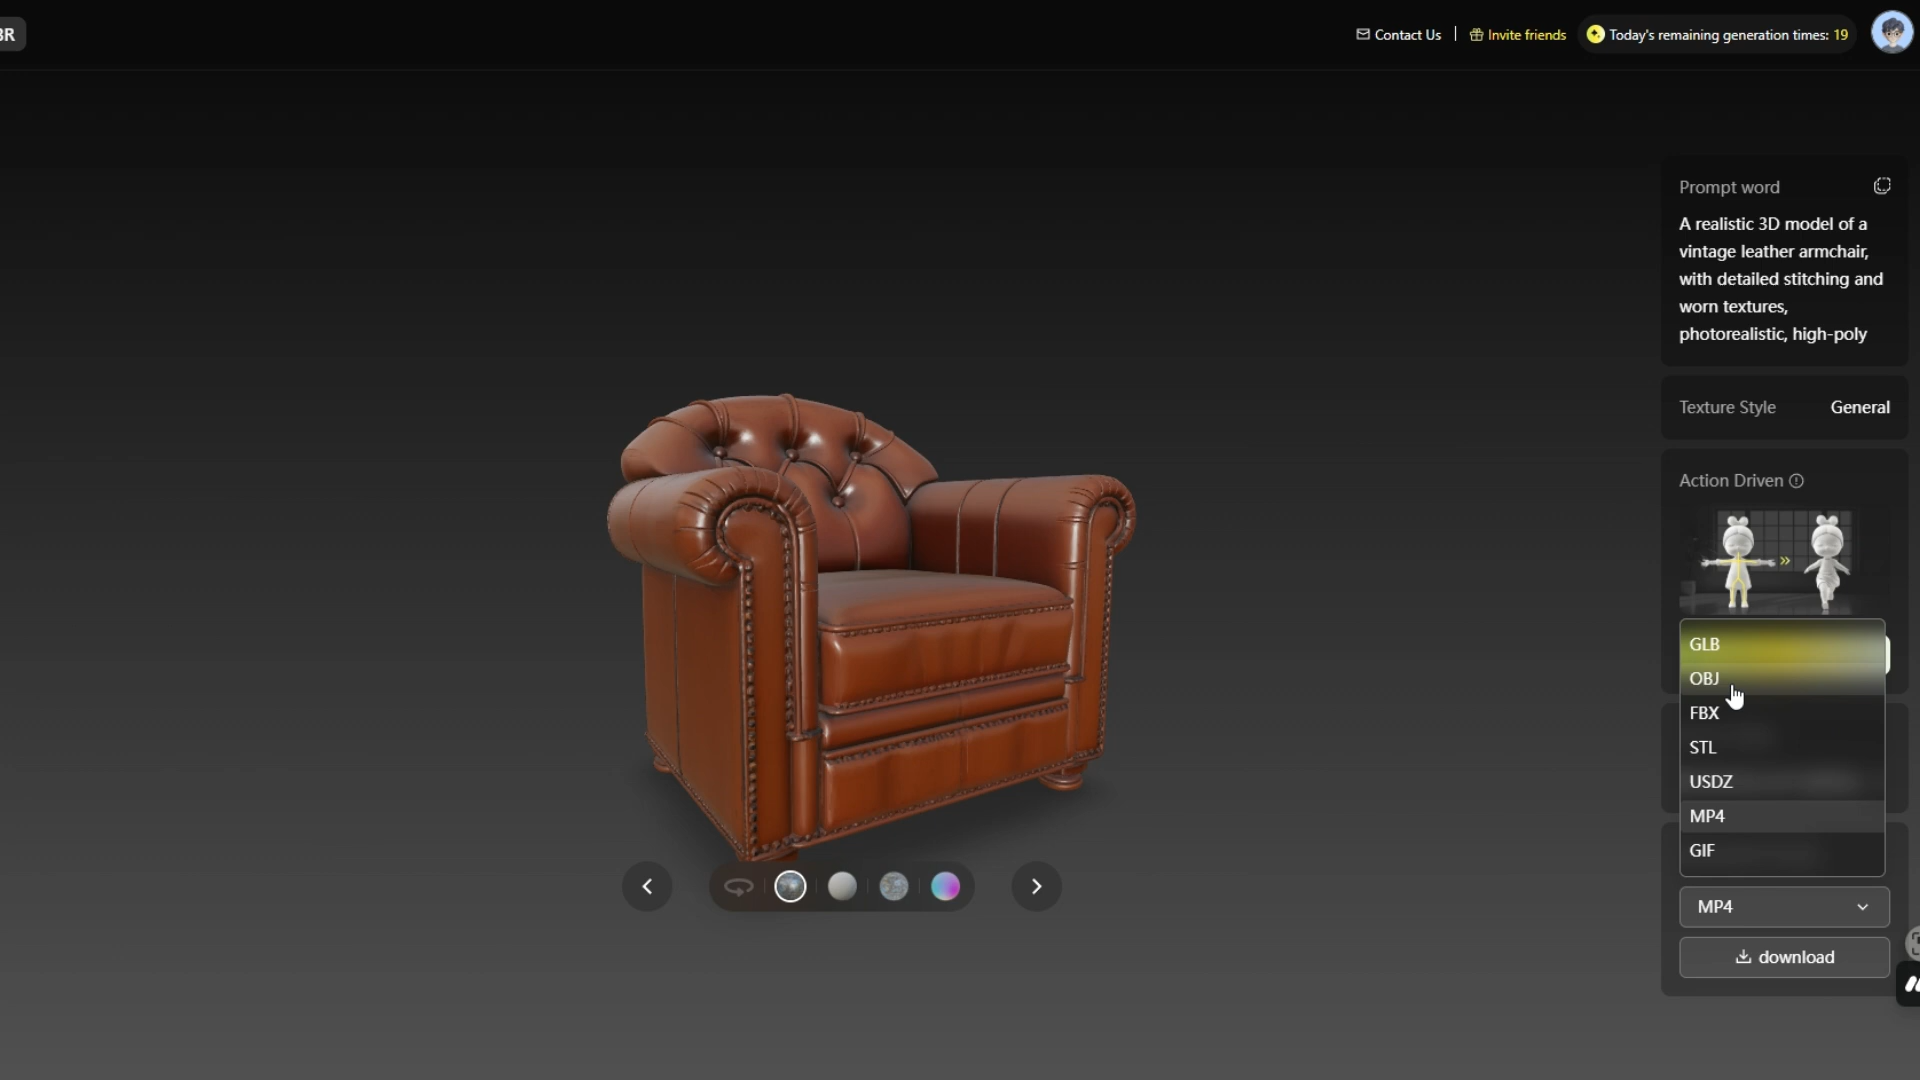 BR
Contact Us
Invite friends
Today's remaining generation times: 19
Prompt word
A realistic 3D model of a
vintage leather armchair,
with detailed stitching and
worn textures,
photorealistic, high-poly
Texture Style General
Action Driven
GLB
OBJ
FBX
STL
USDZ
MP4
GIF
MP4
download